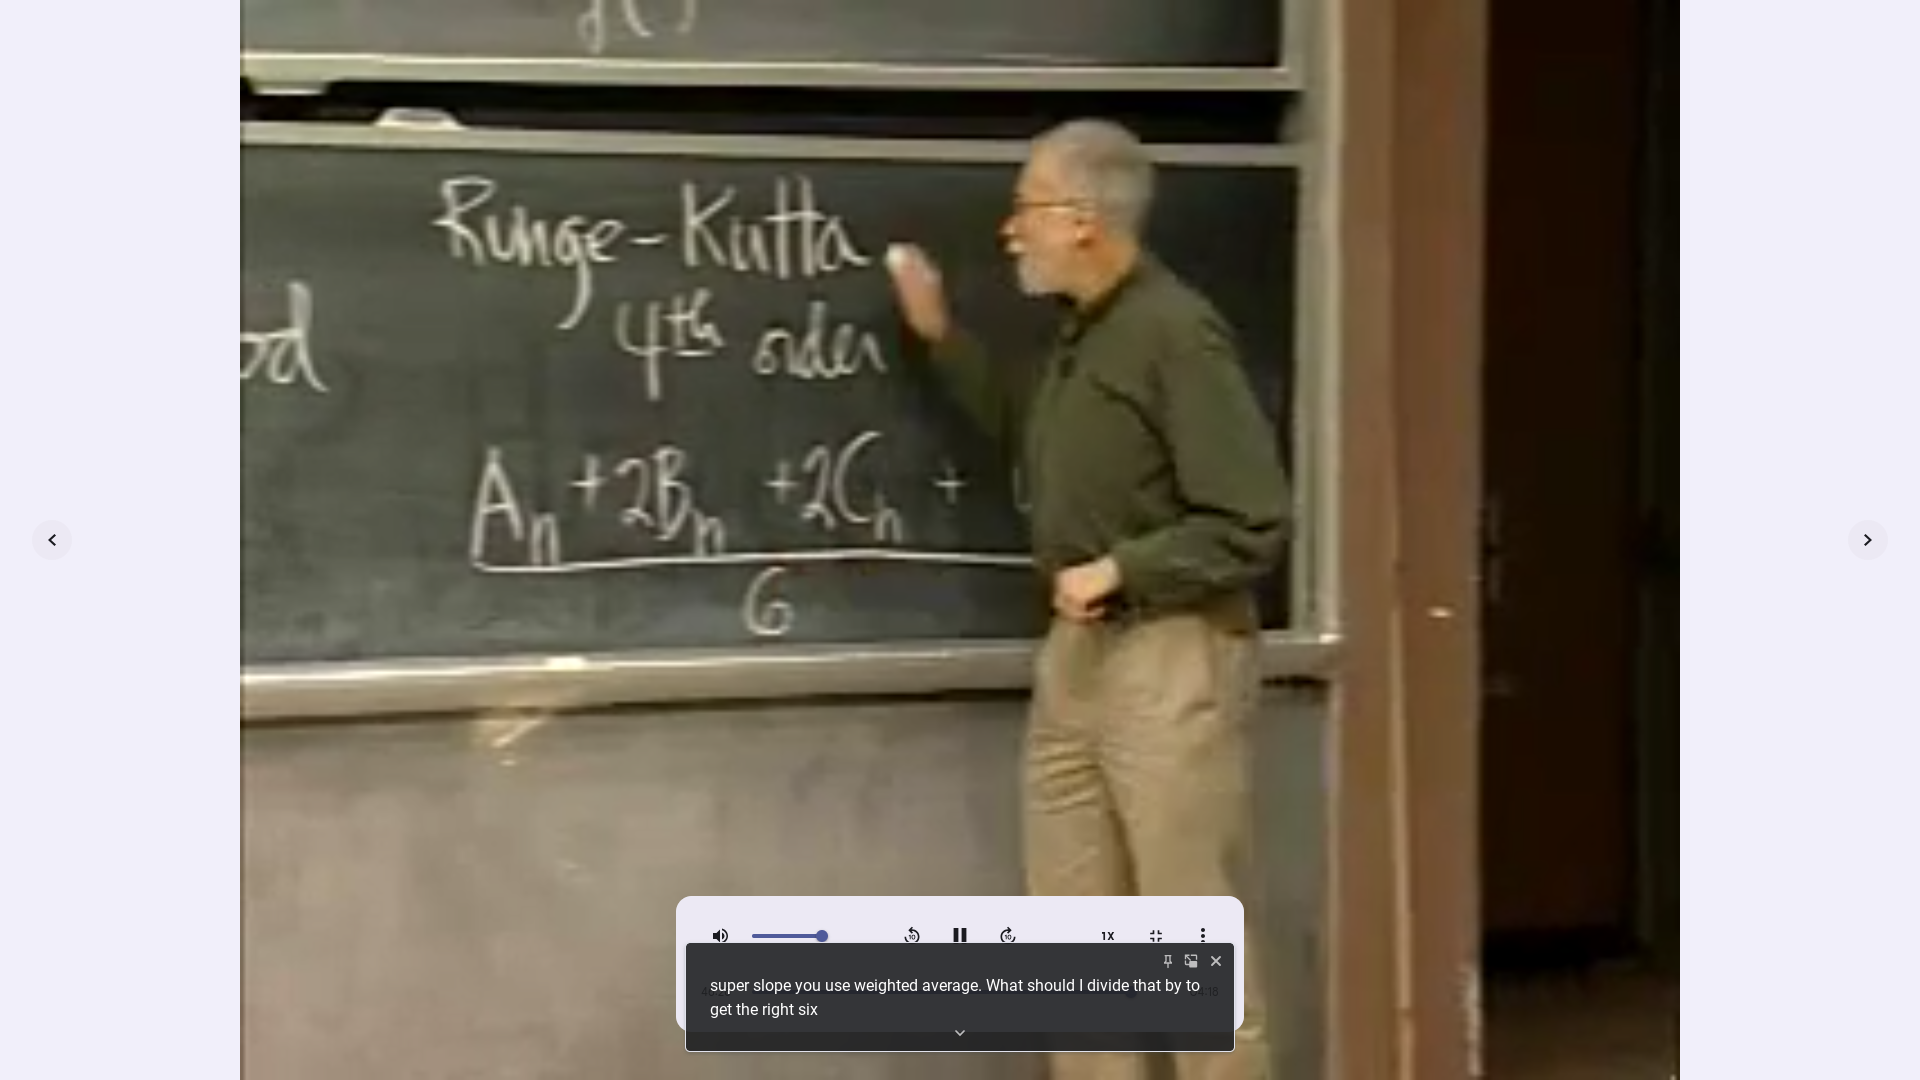 Runge-Kutta
4th order
od
An + 2Bn + 2Cn +
6
1X
super slope you use weighted average. What should I divide that by to
get the right six